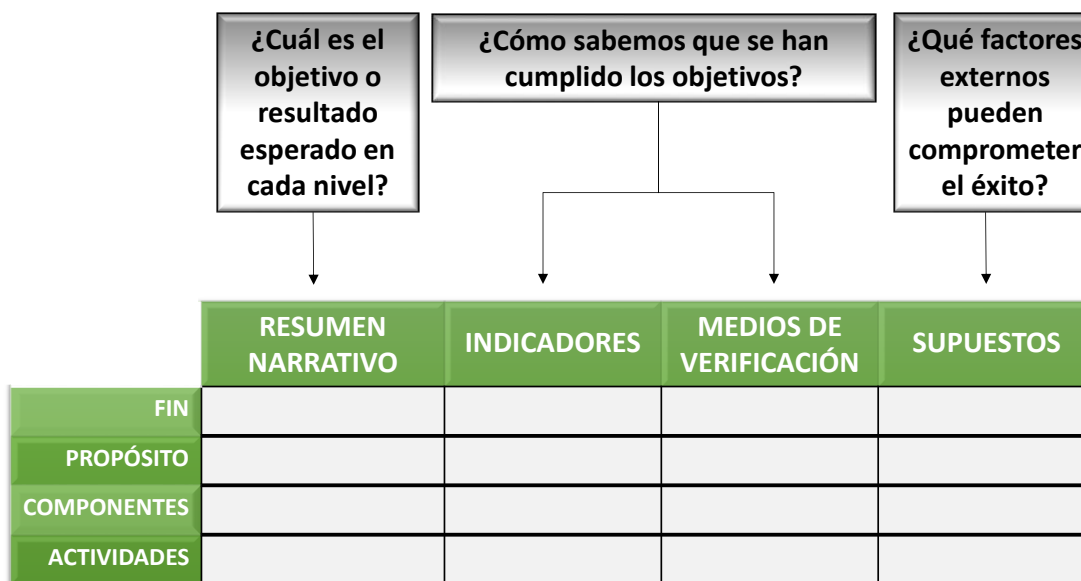 ¿Cuál es el
objetivo o
resultado
esperado en
cada nivel?
¿Cómo sabemos que se han
cumplido los objetivos?
¿Qué factores
externos
pueden
comprometer
el éxito?
RESUMEN
NARRATIVO
INDICADORES
MEDIOS DE
VERIFICACIÓN
SUPUESTOS
FIN
PROPÓSITO
COMPONENTES
ACTIVIDADES